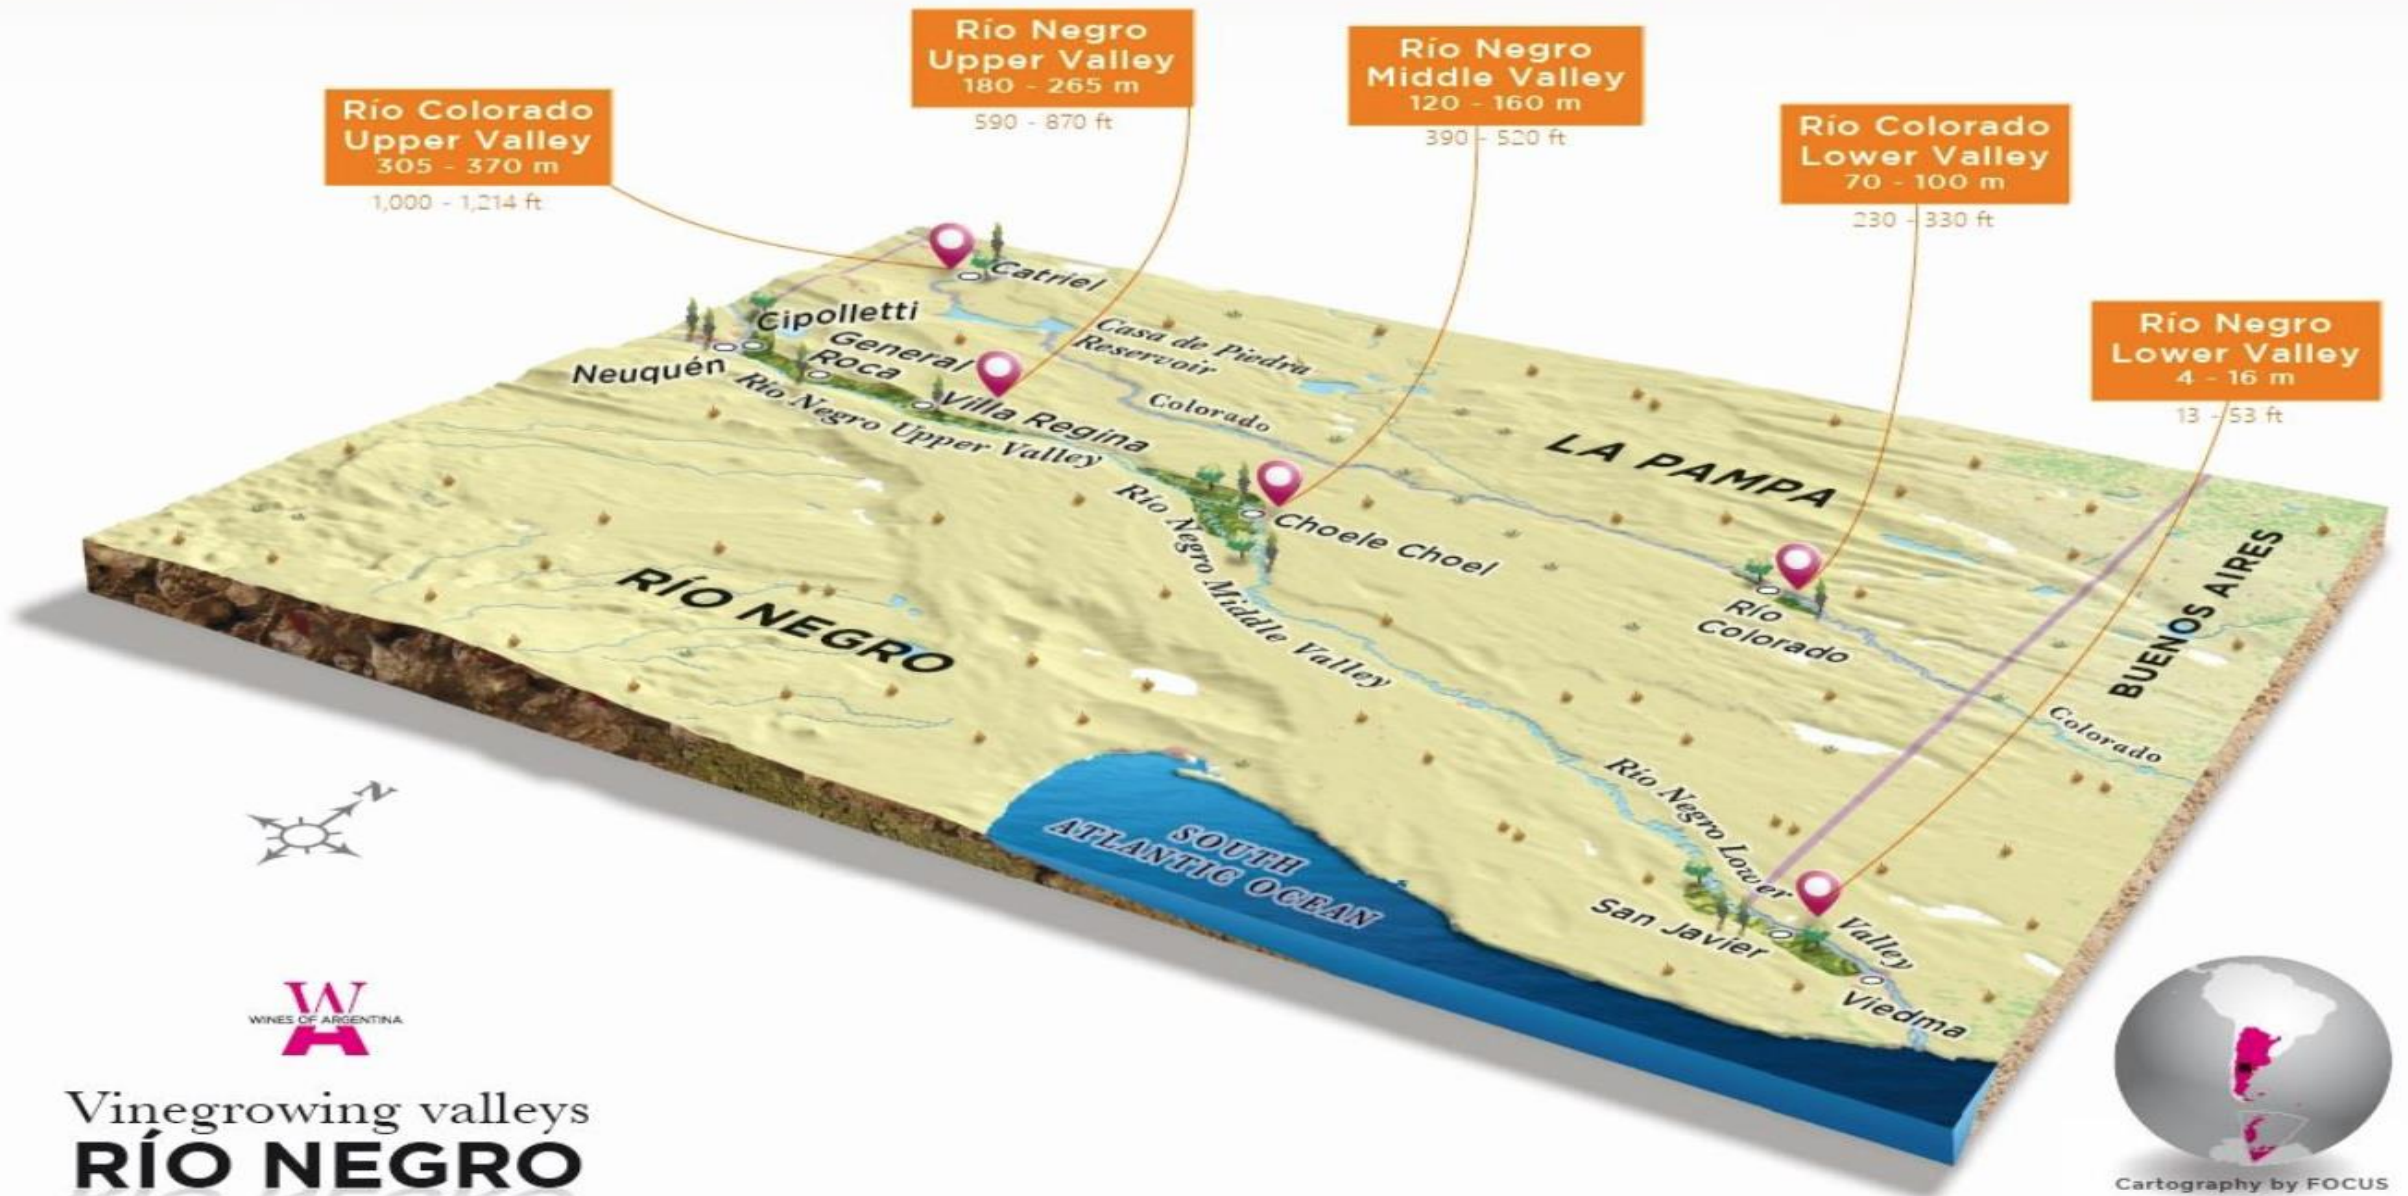 Río Negro
Upper Valley
180 - 265 m
590 - 870 ft
Río Negro
Middle Valley
120 - 160 m
390 - 520 ft
Río Colorado
Upper Valley
305 - 370 m
1,000 - 1,214 ft
Río Colorado
Lower Valley
70 - 100 m
230 - 330 ft
Río Negro
Lower Valley
4 - 16 m
13 - 53 ft
Catriel
Cipolletti
General
Roca
Neuquén
Casa de Piedra
Reservoir
Villa Regina
Colorado
Río Negro Upper Valley
LA PAMPA
Choele Choel
Río Negro Middle Valley
RÍO NEGRO
Río
Colorado
BUENOS AIRES
Colorado
Río Negro Lower Valley
San Javier
Viedma
SOUTH
ATLANTIC OCEAN
N
W
WINES OF ARGENTINA
A
Vinegrowing valleys
RÍO NEGRO
Cartography by FOCUS